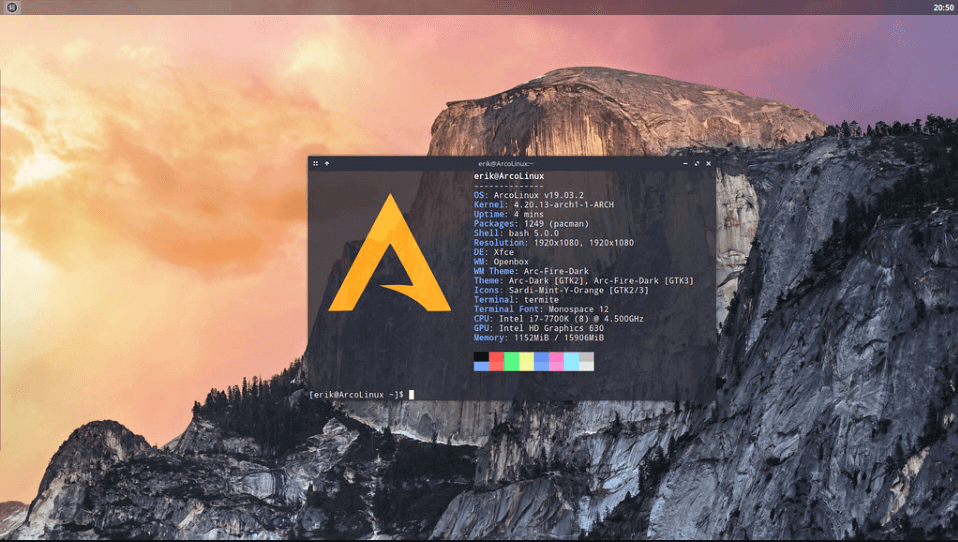 20:50
erik@ArcoLinux:~
erik@ArcoLinux
--------------
OS: ArcoLinux v19.03.2
Kernel: 4.20.13-arch1-1-ARCH
Uptime: 4 mins
Packages: 1249 (pacman)
Shell: bash 5.0.0
Resolution: 1920x1080, 1920x1080
DE: Xfce
WM: Openbox
WM Theme: Arc-Fire-Dark
Theme: Arc-Dark [GTK2], Arc-Fire-Dark [GTK3]
Icons: Sardi-Mint-Y-Orange [GTK2/3]
Terminal: termite
Terminal Font: Monospace 12
CPU: Intel i7-7700K (8) @ 4.500GHz
GPU: Intel HD Graphics 630
Memory: 1152MiB / 15906MiB
[erik@ArcoLinux ~]$